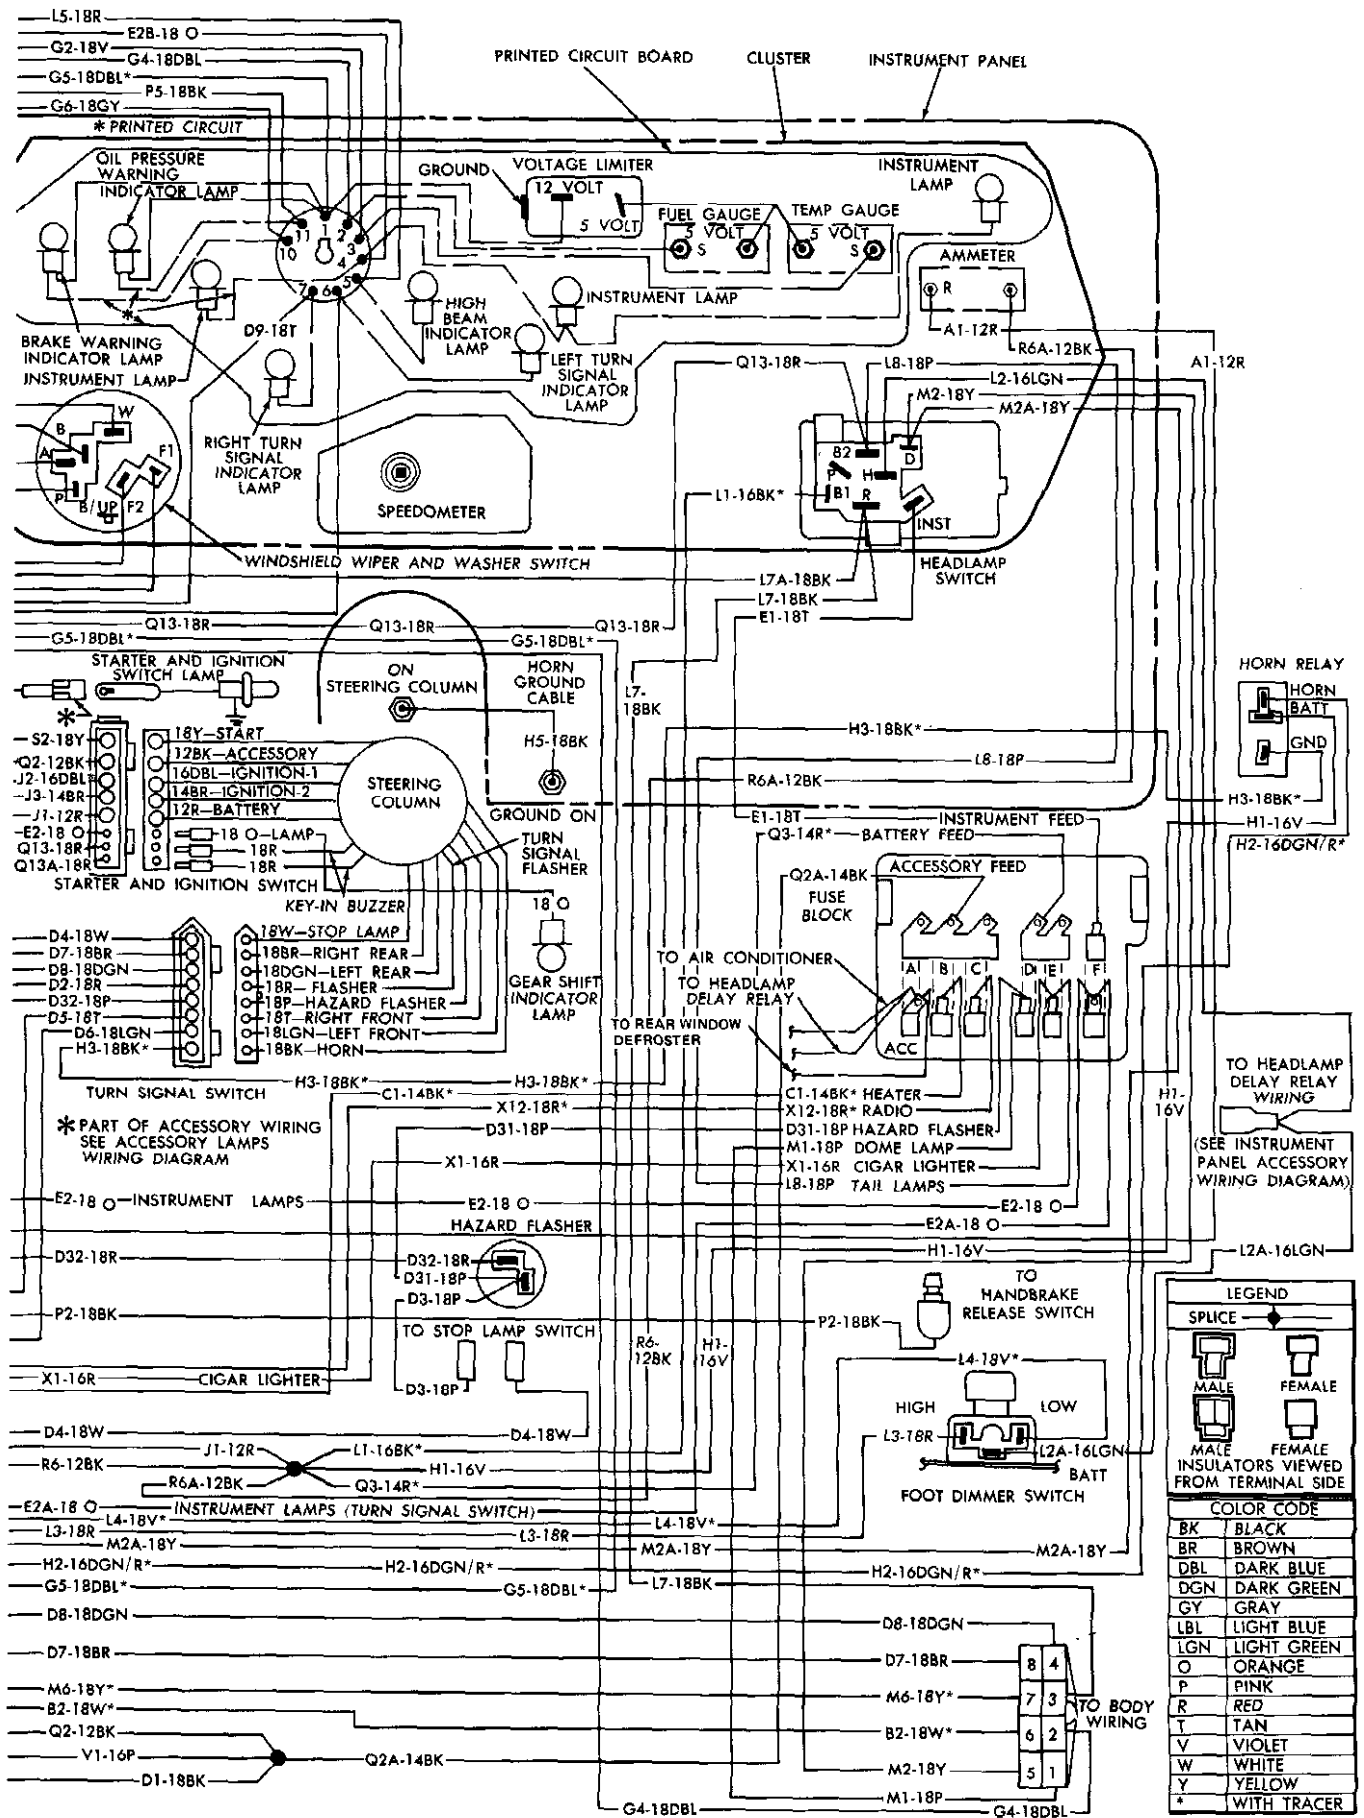 L5-18R
E2B-18 O
G2-18V
G4-18DBL
G5-18DBL*
P5-18BK
G6-18GY
* PRINTED CIRCUIT
PRINTED CIRCUIT BOARD
CLUSTER
INSTRUMENT PANEL
OIL PRESSURE
WARNING
INDICATOR LAMP
GROUND
VOLTAGE LIMITER
12 VOLT
5 VOLT
INSTRUMENT
LAMP
FUEL GAUGE
5 VOLT
S
TEMP GAUGE
5 VOLT
S
11 1 2
10 3
4
7 6 5
AMMETER
R
*
D9-18T
HIGH
BEAM
INDICATOR
LAMP
INSTRUMENT LAMP
A1-12R
R6A-12BK
A1-12R
BRAKE WARNING
INDICATOR LAMP
INSTRUMENT LAMP
LEFT TURN
SIGNAL
INDICATOR
LAMP
Q13-18R
L8-18P
L2-16LGN
M2-18Y
M2A-18Y
W
B
A
F1
P
B/UP F2
RIGHT TURN
SIGNAL
INDICATOR
LAMP
SPEEDOMETER
B2
D
P
H
B1 R
INST
L1-16BK*
WINDSHIELD WIPER AND WASHER SWITCH
HEADLAMP
SWITCH
L7A-18BK
L7-18BK
E1-18T
Q13-18R
Q13-18R
Q13-18R
G5-18DBL*
G5-18DBL*
STARTER AND IGNITION
SWITCH LAMP
ON
STEERING COLUMN
HORN
GROUND
CABLE
L7-
18BK
HORN RELAY
HORN
BATT
GND
*
S2-18Y
*Q2-12BK
J2-16DBL
J3-14BR
J1-12R
E2-18 O
Q13-18R
Q13A-18R
18Y—START
12BK—ACCESSORY
16DBL—IGNITION-1
14BR—IGNITION-2
12R—BATTERY
18 O—LAMP
18R
18R
STEERING
COLUMN
H5-18BK
GROUND ON
H3-18BK*
L8-18P
R6A-12BK
H3-18BK*
H1-16V
H2-16DGN/R*
E1-18T
INSTRUMENT FEED
Q3-14R*
BATTERY FEED
TURN
SIGNAL
FLASHER
STARTER AND IGNITION SWITCH
KEY-IN BUZZER
Q2A-14BK
ACCESSORY FEED
FUSE
BLOCK
18 O
D4-18W
D7-18BR
D8-18DGN
D2-18R
D32-18P
D5-18T
D6-18LGN
H3-18BK*
18W—STOP LAMP
18BR—RIGHT REAR
18DGN—LEFT REAR
18R—FLASHER
18P—HAZARD FLASHER
18T—RIGHT FRONT
18LGN—LEFT FRONT
18BK—HORN
GEAR SHIFT
INDICATOR
LAMP
TO AIR CONDITIONER
TO HEADLAMP
DELAY RELAY
TO REAR WINDOW
DEFROSTER
A B C D E F
ACC
TURN SIGNAL SWITCH
H3-18BK*
H3-18BK*
C1-14BK*
X12-18R*
D31-18P
X1-16R
C1-14BK* HEATER
X12-18R* RADIO
D31-18P HAZARD FLASHER
M1-18P DOME LAMP
X1-16R CIGAR LIGHTER
L8-18P TAIL LAMPS
H1-
16V
TO HEADLAMP
DELAY RELAY
WIRING
(SEE INSTRUMENT
PANEL ACCESSORY
WIRING DIAGRAM)
* PART OF ACCESSORY WIRING
SEE ACCESSORY LAMPS
WIRING DIAGRAM
E2-18 O
INSTRUMENT LAMPS
E2-18 O
E2-18 O
E2A-18 O
H1-16V
L2A-16LGN
HAZARD FLASHER
D32-18R
D32-18R
D31-18P
D3-18P
P2-18BK
TO STOP LAMP SWITCH
P2-18BK
TO
HANDBRAKE
RELEASE SWITCH
R6-
12BK
H1-
16V
X1-16R
CIGAR LIGHTER
D3-18P
L4-18V*
HIGH
LOW
L3-18R
L2A-16LGN
BATT
FOOT DIMMER SWITCH
D4-18W
D4-18W
J1-12R
L1-16BK*
R6-12BK
H1-16V
R6A-12BK
Q3-14R*
E2A-18 O
INSTRUMENT LAMPS (TURN SIGNAL SWITCH)
L4-18V*
L4-18V*
L3-18R
L3-18R
M2A-18Y
M2A-18Y
M2A-18Y
H2-16DGN/R*
H2-16DGN/R*
H2-16DGN/R*
G5-18DBL*
G5-18DBL*
L7-18BK
D8-18DGN
D8-18DGN
D7-18BR
D7-18BR
M6-18Y*
M6-18Y*
B2-18W*
B2-18W*
Q2-12BK
V1-16P
Q2A-14BK
D1-18BK
M2-18Y
M1-18P
G4-18DBL
G4-18DBL
8 4
7 3
6 2
5 1
TO BODY
WIRING
LEGEND
SPLICE
MALE
FEMALE
MALE
FEMALE
INSULATORS VIEWED
FROM TERMINAL SIDE
COLOR CODE
BK BLACK
BR BROWN
DBL DARK BLUE
DGN DARK GREEN
GY GRAY
LBL LIGHT BLUE
LGN LIGHT GREEN
O ORANGE
P PINK
R RED
T TAN
V VIOLET
W WHITE
Y YELLOW
* WITH TRACER